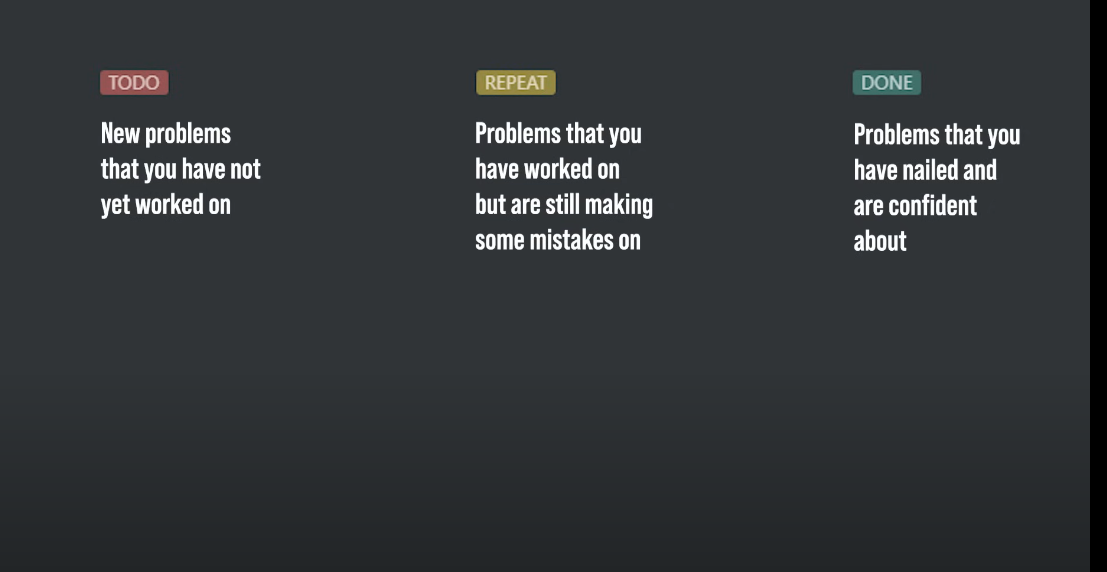 TODO
New problems
that you have not
yet worked on
REPEAT
Problems that you
have worked on
but are still making
some mistakes on
DONE
Problems that you
have nailed and
are confident
about